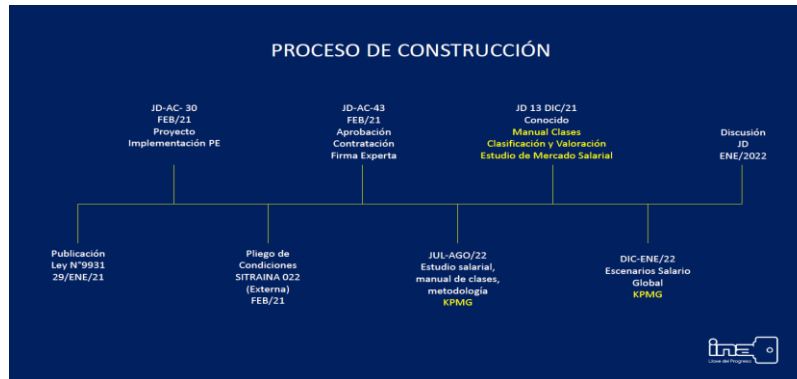 PROCESO DE CONSTRUCCIÓN
JD-AC- 30
FEB/21
Proyecto
Implementación PE
JD-AC-43
FEB/21
Aprobación
Contratación
Firma Experta
JD 13 DIC/21
Conocido
Manual Clases
Clasificación y Valoración
Estudio de Mercado Salarial
Discusión
JD
ENE/2022
Publicación
Ley N°9931
29/ENE/21
Pliego de
Condiciones
SITRAINA 022
(Externa)
FEB/21
JUL-AGO/22
Estudio salarial,
manual de clases,
metodología
KPMG
DIC-ENE/22
Escenarios Salario
Global
KPMG
ina
Llave del Progreso